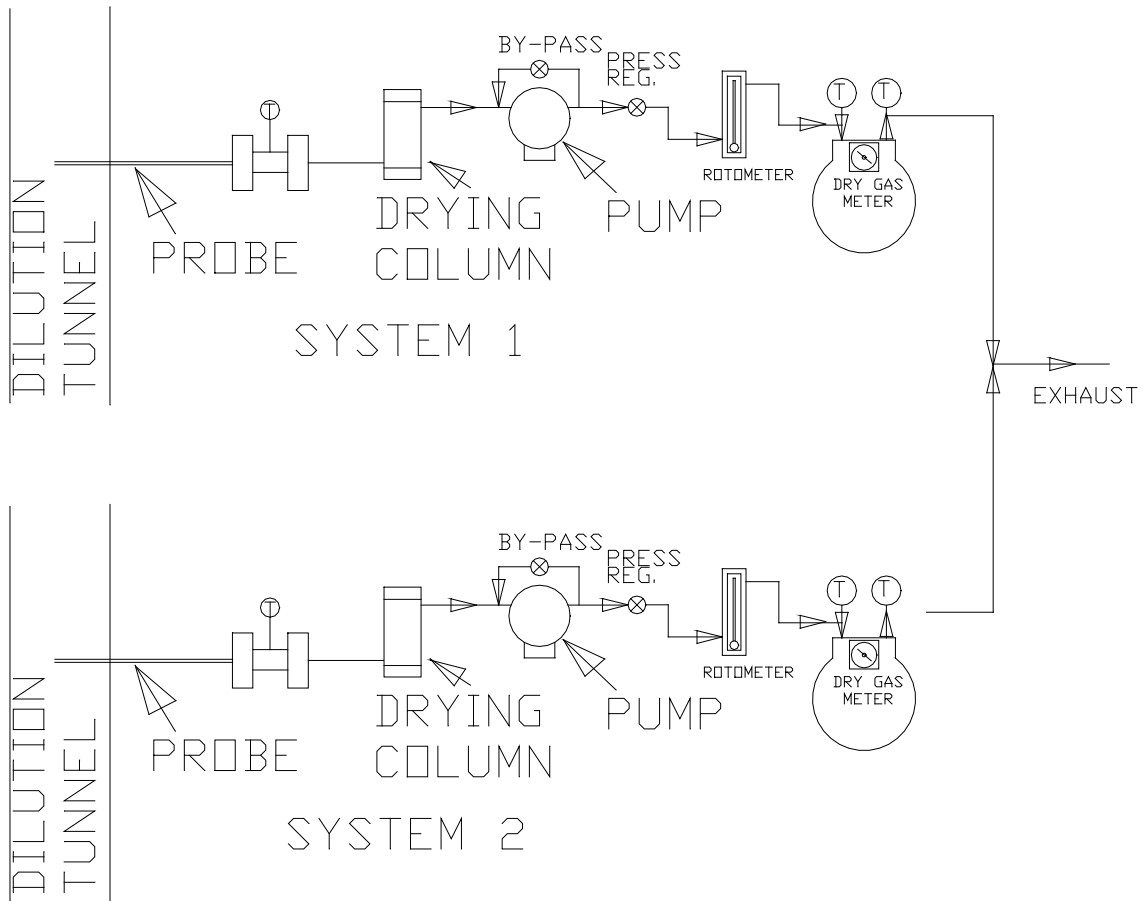 BY-PASS
PRESS
REG.
T
T
T
ROTOMETER
DRY GAS
METER
DRYING
COLUMN
PUMP
PROBE
DILUTION
TUNNEL
SYSTEM 1
EXHAUST
BY-PASS
PRESS
REG.
T
T
T
ROTOMETER
DRY GAS
METER
DRYING
COLUMN
PUMP
PROBE
DILUTION
TUNNEL
SYSTEM 2